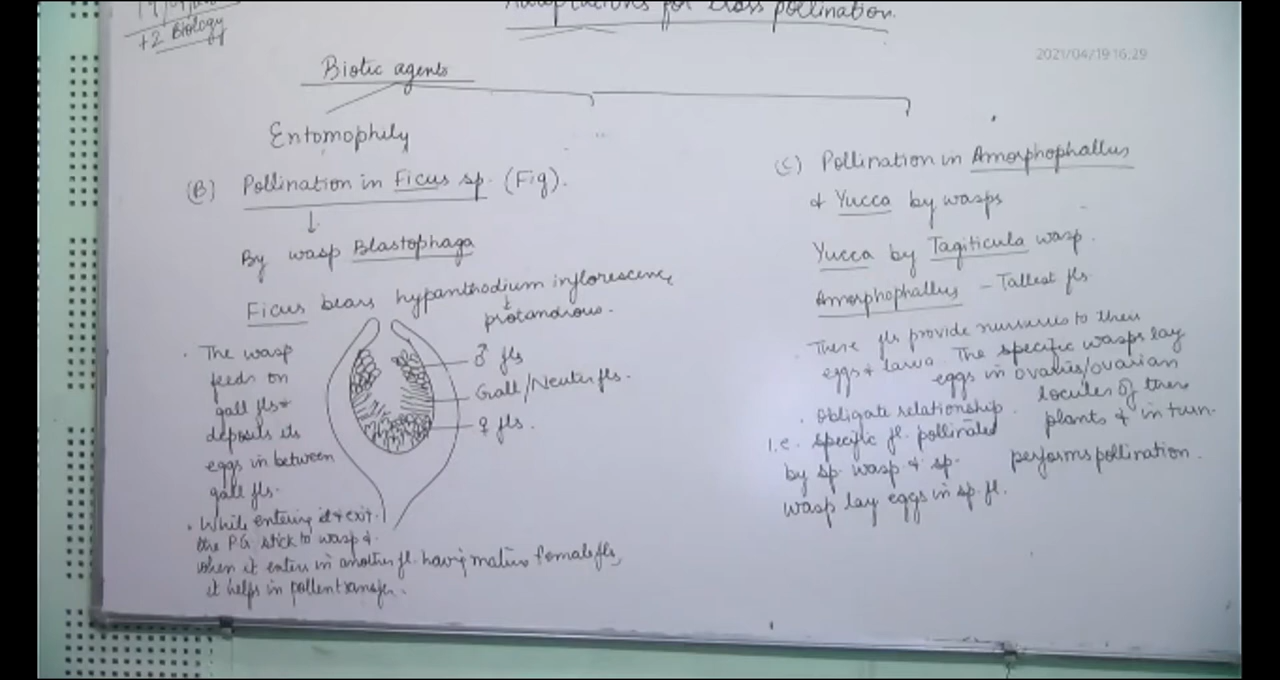 +2 Biology
Adaptations for Cross pollination.
2021/04/19 16:29
Biotic agents
Entomophily
(B) Pollination in Ficus sp. (Fig).
↓
By wasp Blastophaga
Ficus bears hypanthodium inflorescence
↓
protandrous.
• The wasp
feeds on
gall fls &
deposits its
eggs in between
gall fls.
♂ fls
Gall/Neuter fls.
♀ fls.
• While entering it & exit
the P.G. stick to wasp &
when it enters in another fl. having mature female fls,
it helps in pollen transfer.
(C) Pollination in Amorphophallus
& Yucca by wasps
Yucca by Tagiticula wasp.
Amorphophallus - Tallest fls
• These fls provide nurseries to their
eggs & larva. The specific wasps lay
eggs in ovaries/ovarian
locules of these
plants & in turn
performs pollination.
• Obligate relationship.
i.e. specific fl. pollinated
by sp. wasp & sp.
wasp lay eggs in sp. fl.